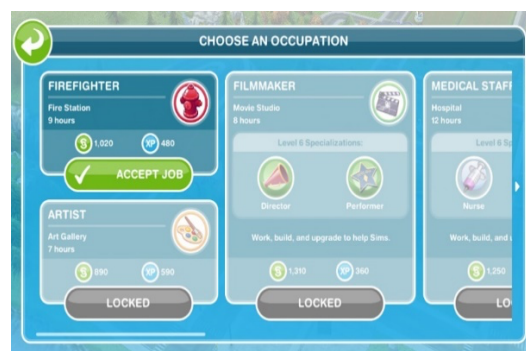 CHOOSE AN OCCUPATION
FIREFIGHTER
Fire Station
9 hours
1,020 XP 480
ACCEPT JOB
ARTIST
Art Gallery
7 hours
890 XP 590
LOCKED
FILMMAKER
Movie Studio
8 hours
Level 6 Specializations:
Director Performer
Work, build, and upgrade to help Sims.
1,310 XP 360
LOCKED
MEDICAL STAFF
Hospital
12 hours
Level 6 Sp
Nurse
Work, build, and u
1,250
LO